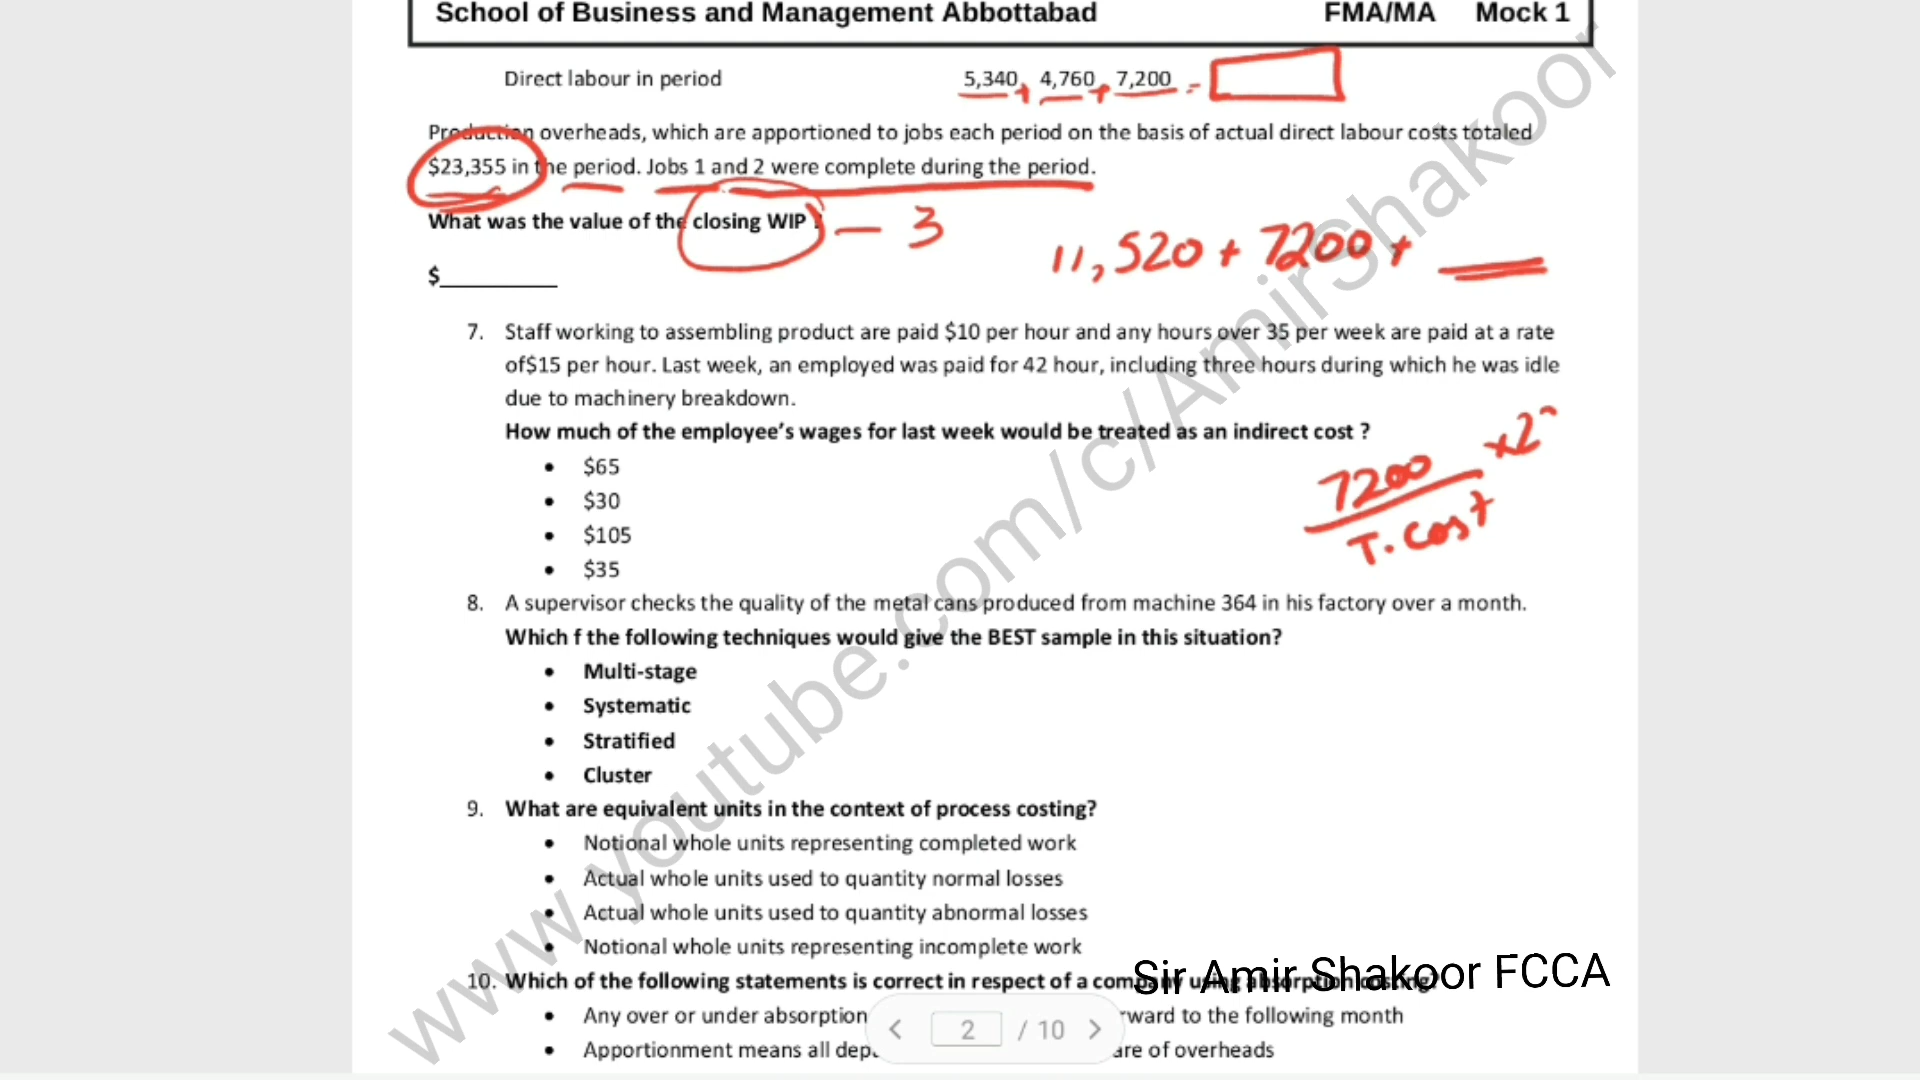 School of Business and Management Abbottabad FMA/MA Mock 1
Direct labour in period 5,340 + 4,760 + 7,200 =
Production overheads, which are apportioned to jobs each period on the basis of actual direct labour costs totaled
$23,355 in the period. Jobs 1 and 2 were complete during the period.
What was the value of the closing WIP ? — 3
11,520 + 7200 +
$__________
7. Staff working to assembling product are paid $10 per hour and any hours over 35 per week are paid at a rate
of$15 per hour. Last week, an employed was paid for 42 hour, including three hours during which he was idle
due to machinery breakdown.
How much of the employee's wages for last week would be treated as an indirect cost ?
• $65
• $30
• $105
• $35
7200 x2
T. Cost
8. A supervisor checks the quality of the metal cans produced from machine 364 in his factory over a month.
Which f the following techniques would give the BEST sample in this situation?
• Multi-stage
• Systematic
• Stratified
• Cluster
9. What are equivalent units in the context of process costing?
• Notional whole units representing completed work
• Actual whole units used to quantity normal losses
• Actual whole units used to quantity abnormal losses
• Notional whole units representing incomplete work
10. Which of the following statements is correct in respect of a company using absorption costing?
Sir Amir Shakoor FCCA
• Any over or under absorption rward to the following month
• Apportionment means all dep are of overheads
2 / 10
www.youtube.com/c/AmirShakoor